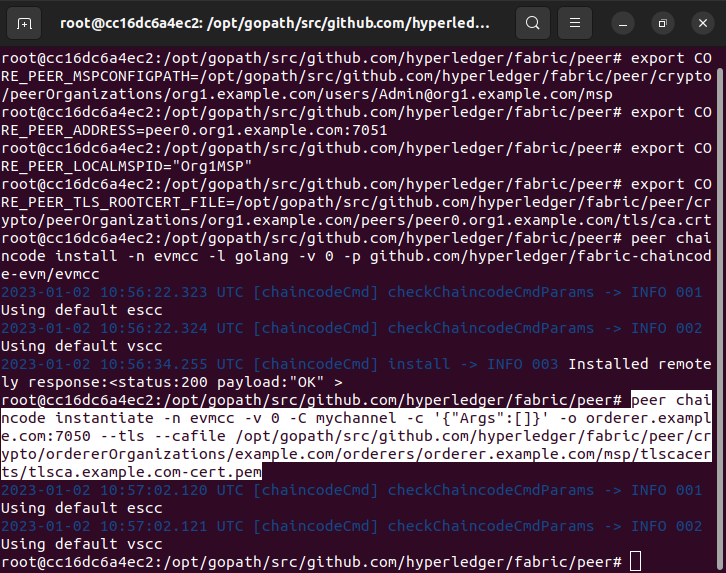 root@cc16dc6a4ec2: /opt/gopath/src/github.com/hyperled...
root@cc16dc6a4ec2:/opt/gopath/src/github.com/hyperledger/fabric/peer# export CO
RE_PEER_MSPCONFIGPATH=/opt/gopath/src/github.com/hyperledger/fabric/peer/crypto
/peerOrganizations/org1.example.com/users/Admin@org1.example.com/msp
root@cc16dc6a4ec2:/opt/gopath/src/github.com/hyperledger/fabric/peer# export CO
RE_PEER_ADDRESS=peer0.org1.example.com:7051
root@cc16dc6a4ec2:/opt/gopath/src/github.com/hyperledger/fabric/peer# export CO
RE_PEER_LOCALMSPID="Org1MSP"
root@cc16dc6a4ec2:/opt/gopath/src/github.com/hyperledger/fabric/peer# export CO
RE_PEER_TLS_ROOTCERT_FILE=/opt/gopath/src/github.com/hyperledger/fabric/peer/cr
ypto/peerOrganizations/org1.example.com/peers/peer0.org1.example.com/tls/ca.crt
root@cc16dc6a4ec2:/opt/gopath/src/github.com/hyperledger/fabric/peer# peer chai
ncode install -n evmcc -l golang -v 0 -p github.com/hyperledger/fabric-chaincod
e-evm/evmcc
2023-01-02 10:56:22.323 UTC [chaincodeCmd] checkChaincodeCmdParams -> INFO 001
Using default escc
2023-01-02 10:56:22.324 UTC [chaincodeCmd] checkChaincodeCmdParams -> INFO 002
Using default vscc
2023-01-02 10:56:34.255 UTC [chaincodeCmd] install -> INFO 003 Installed remote
ly response:<status:200 payload:"OK" >
root@cc16dc6a4ec2:/opt/gopath/src/github.com/hyperledger/fabric/peer# peer chai
ncode instantiate -n evmcc -v 0 -C mychannel -c '{"Args":[]}' -o orderer.exampl
e.com:7050 --tls --cafile /opt/gopath/src/github.com/hyperledger/fabric/peer/cr
ypto/ordererOrganizations/example.com/orderers/orderer.example.com/msp/tlscacer
ts/tlsca.example.com-cert.pem
2023-01-02 10:57:02.120 UTC [chaincodeCmd] checkChaincodeCmdParams -> INFO 001
Using default escc
2023-01-02 10:57:02.121 UTC [chaincodeCmd] checkChaincodeCmdParams -> INFO 002
Using default vscc
root@cc16dc6a4ec2:/opt/gopath/src/github.com/hyperledger/fabric/peer#